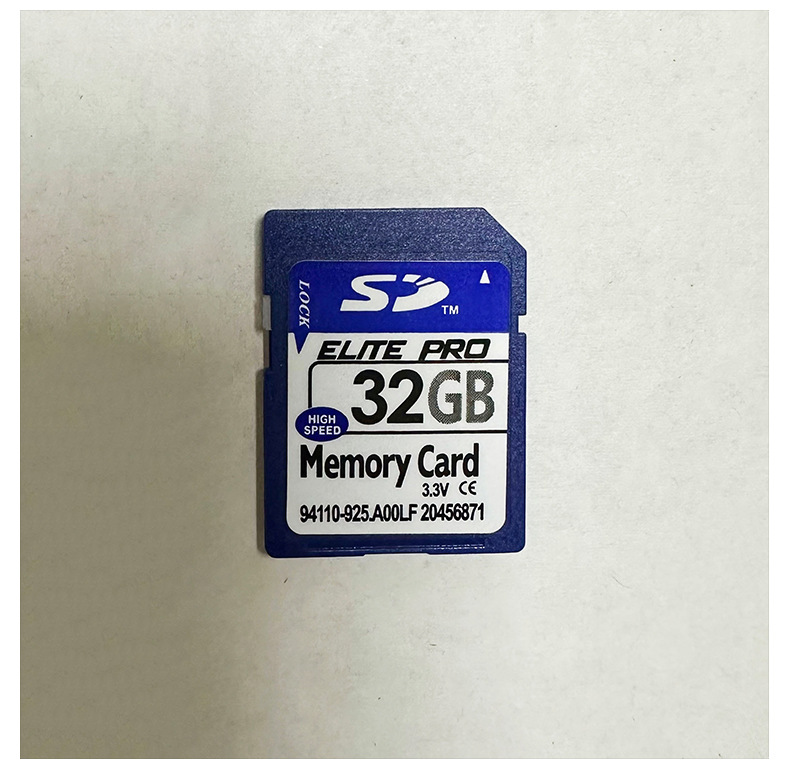 SD TM
LOCK
ELITE PRO
32GB
HIGH
SPEED
Memory Card
3.3V CE
94110-925.A00LF 20456871